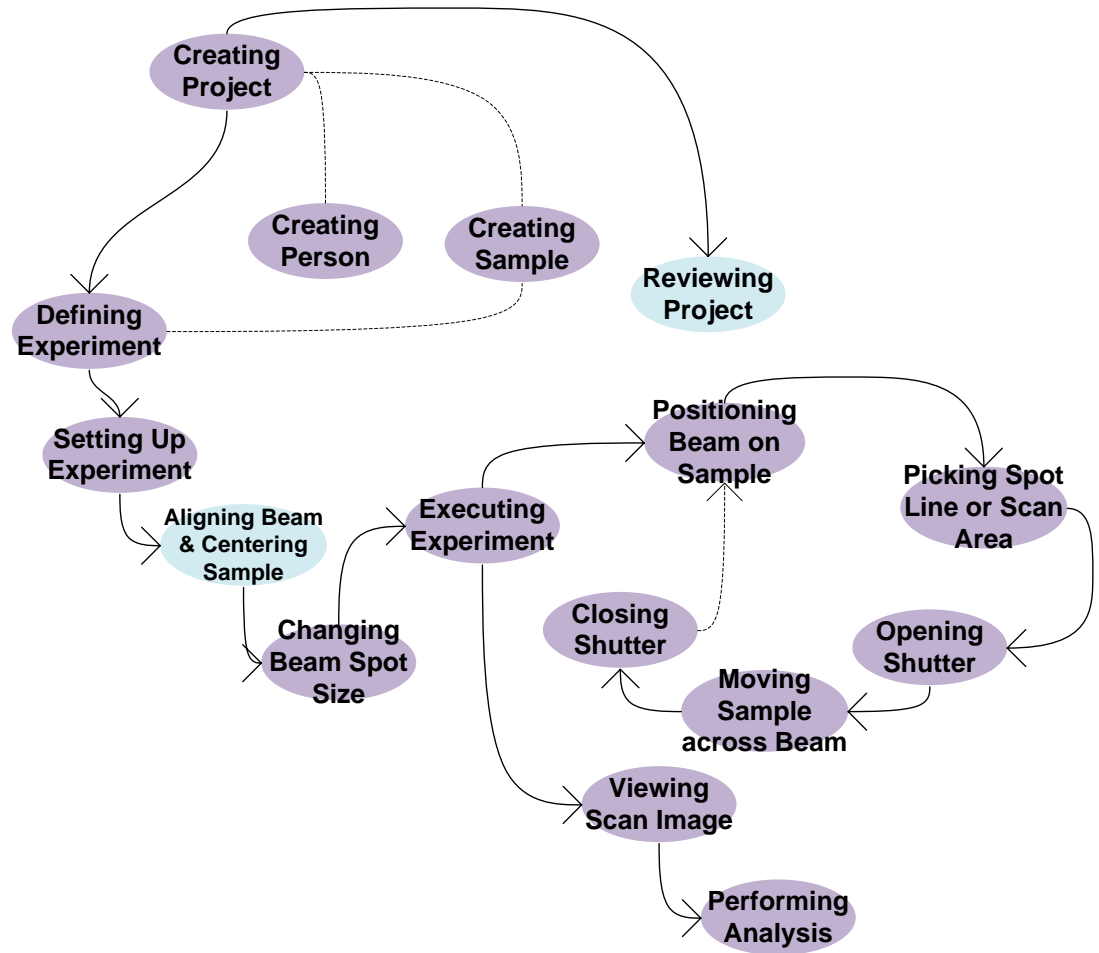 Creating
Project
Creating
Person
Creating
Sample
Reviewing
Project
Defining
Experiment
Setting Up
Experiment
Aligning Beam
& Centering
Sample
Changing
Beam Spot
Size
Executing
Experiment
Positioning
Beam on
Sample
Picking Spot
Line or Scan
Area
Opening
Shutter
Moving
Sample
across Beam
Closing
Shutter
Viewing
Scan Image
Performing
Analysis